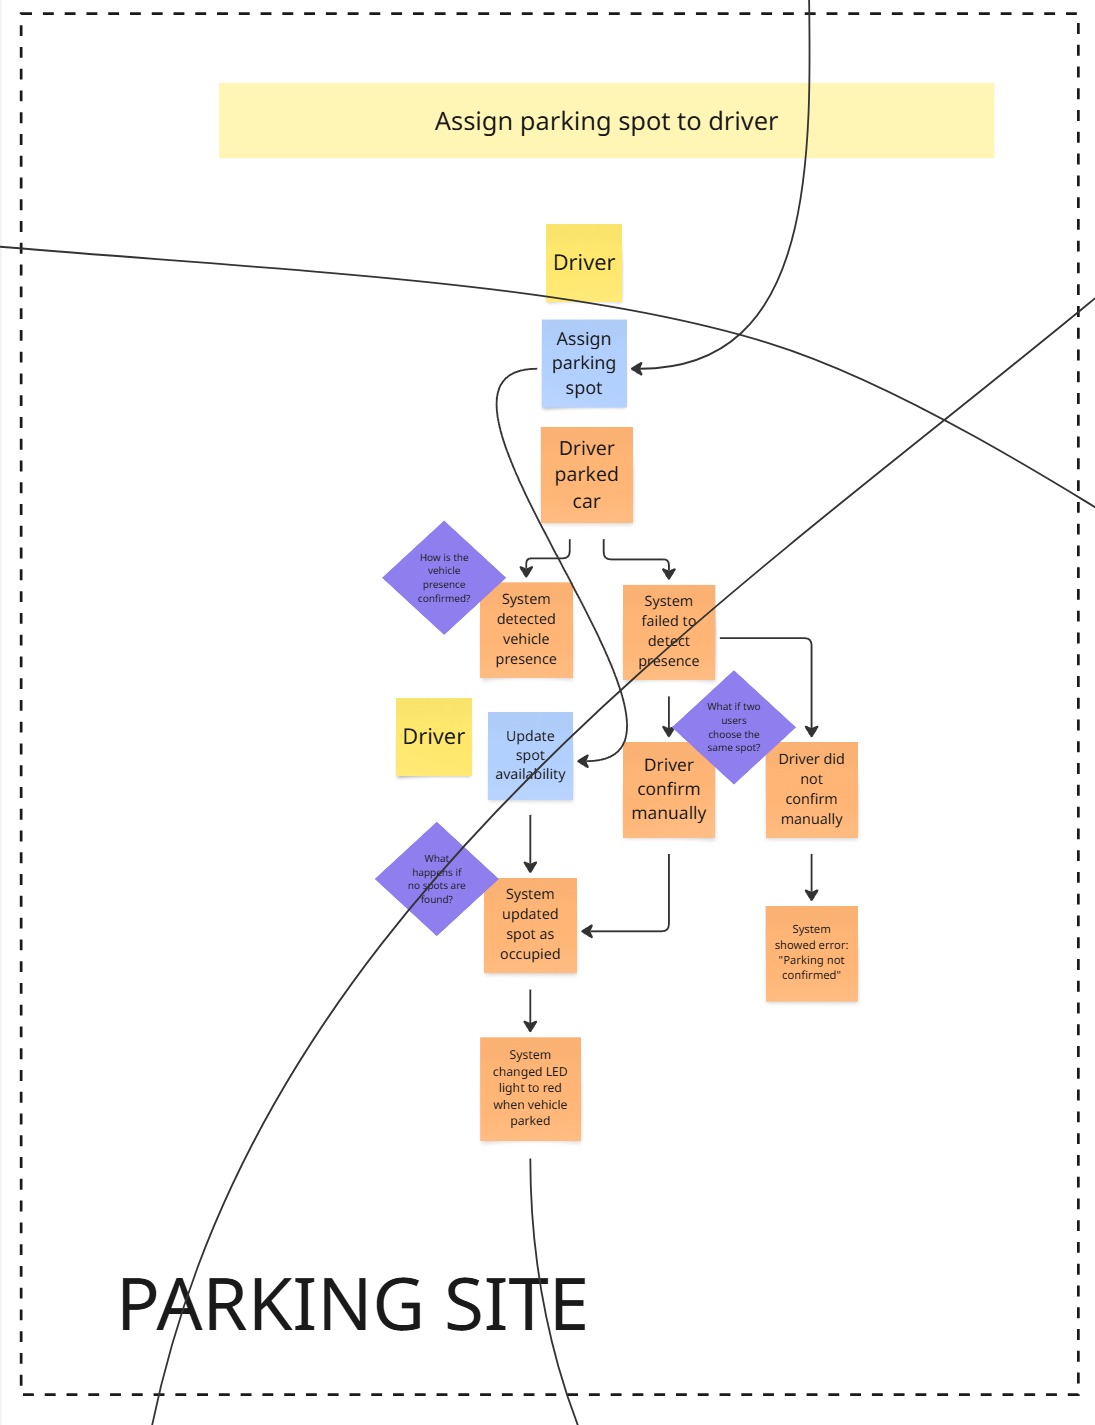 Assign parking spot to driver
Driver
Assign
parking
spot
Driver
parked
car
How is the
vehicle
presence
confirmed?
System
detected
vehicle
presence
System
failed to
detect
presence
Driver
Update
spot
availability
What if two
users
choose the
same spot?
Driver
confirm
manually
Driver did
not
confirm
manually
What
happens if
no spots are
found?
System
updated
spot as
occupied
System
showed error:
"Parking not
confirmed"
System
changed LED
light to red
when vehicle
parked
PARKING SITE